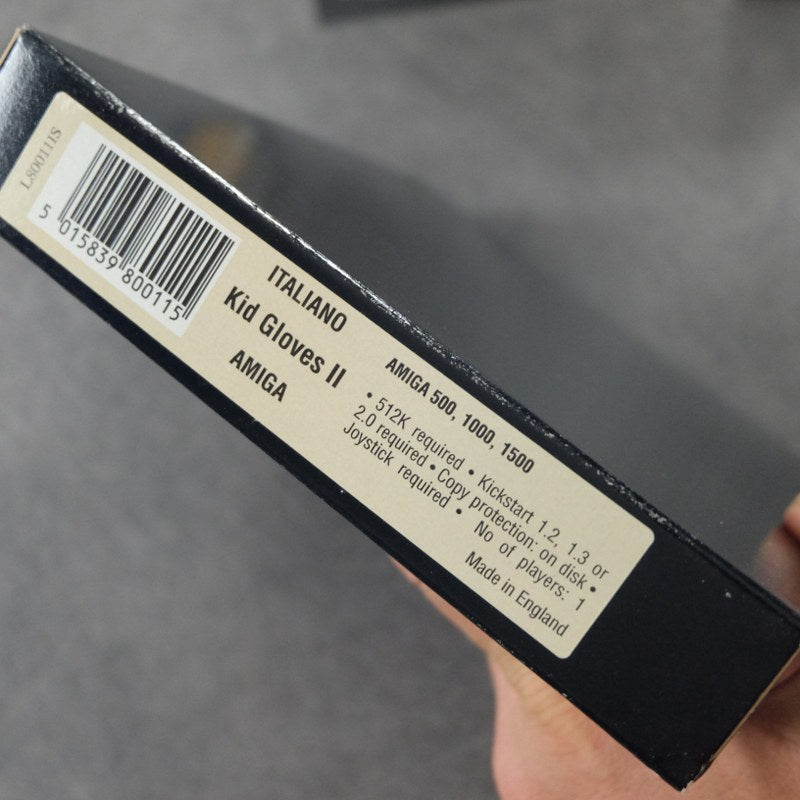 L80011IS
5 015839 800115
ITALIANO
Kid Gloves II
AMIGA
AMIGA 500, 1000, 1500
• 512K required • Kickstart 1.2, 1.3 or
2.0 required • Copy protection: on disk •
Joystick required • No of players: 1
Made in England